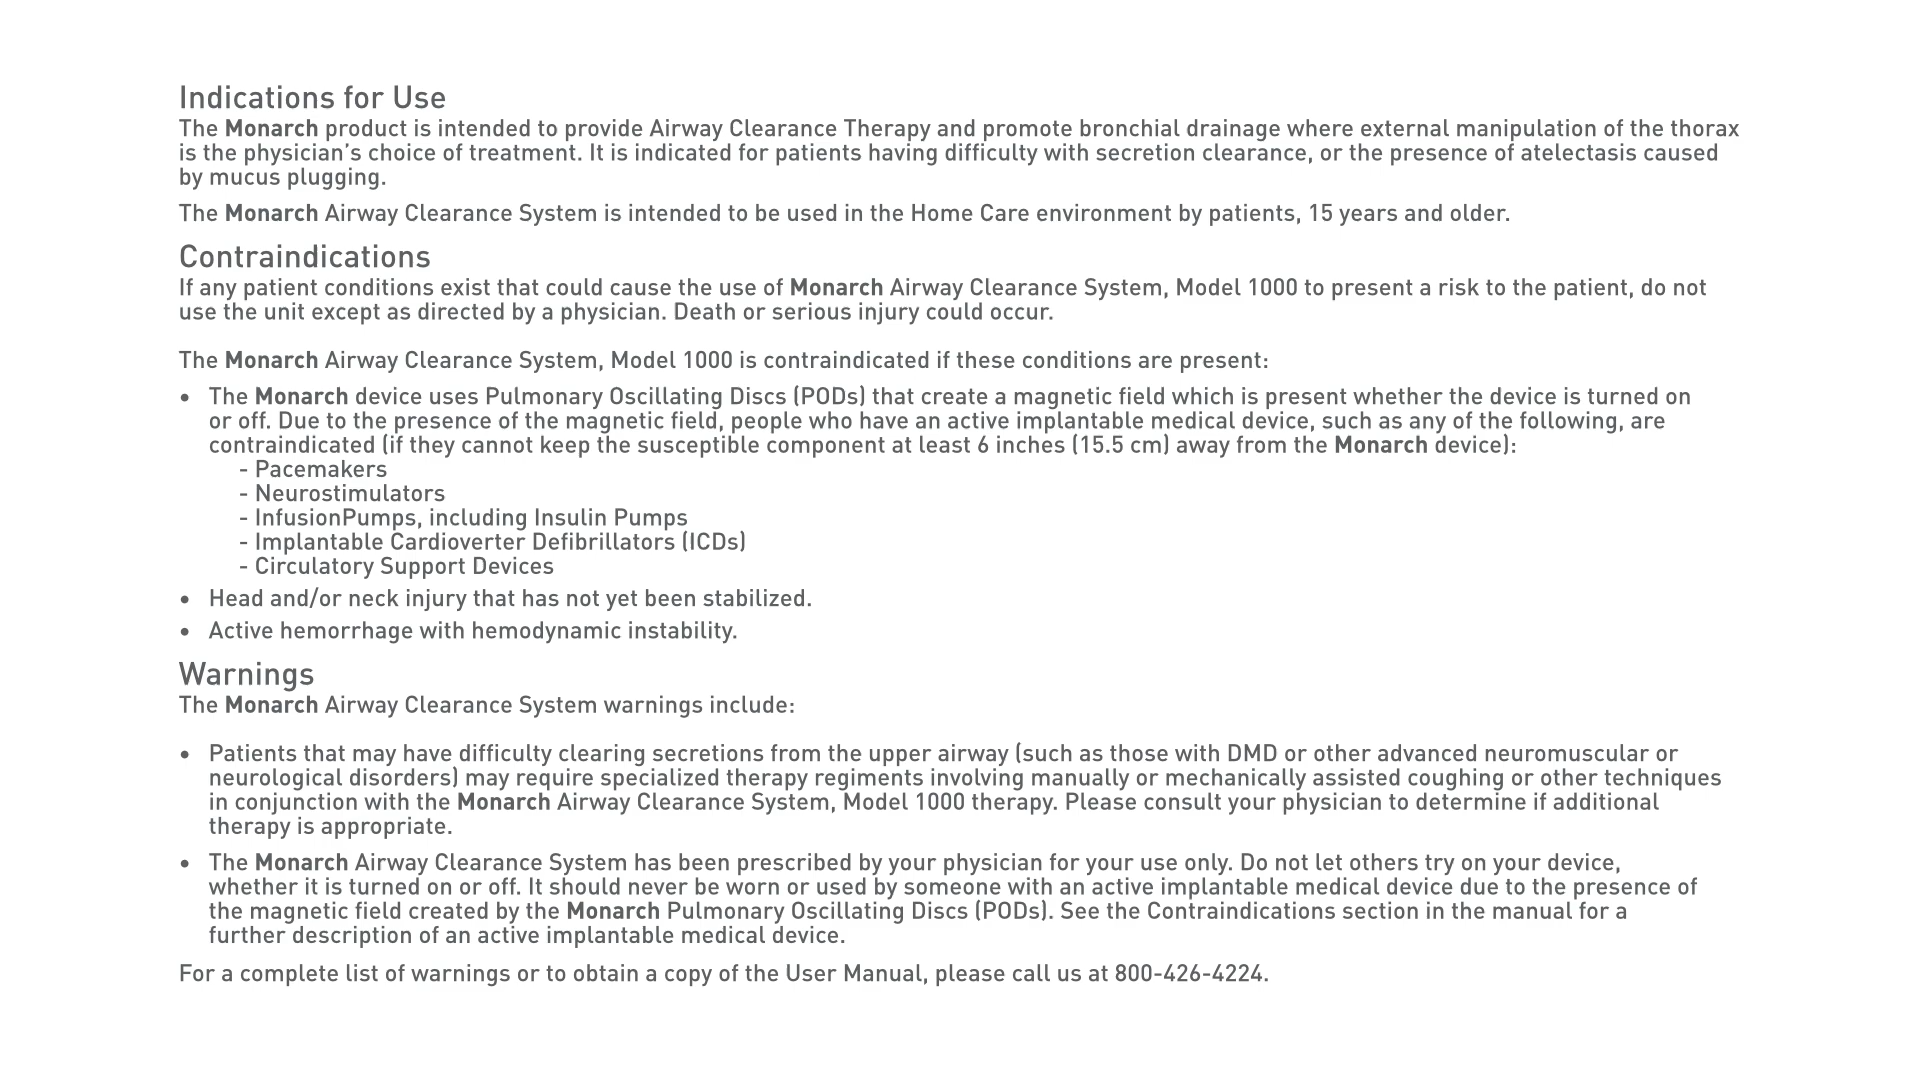 Indications for Use
The Monarch product is intended to provide Airway Clearance Therapy and promote bronchial drainage where external manipulation of the thorax
is the physician’s choice of treatment. It is indicated for patients having difficulty with secretion clearance, or the presence of atelectasis caused
by mucus plugging.
The Monarch Airway Clearance System is intended to be used in the Home Care environment by patients, 15 years and older.
Contraindications
If any patient conditions exist that could cause the use of Monarch Airway Clearance System, Model 1000 to present a risk to the patient, do not
use the unit except as directed by a physician. Death or serious injury could occur.
The Monarch Airway Clearance System, Model 1000 is contraindicated if these conditions are present:
• The Monarch device uses Pulmonary Oscillating Discs (PODs) that create a magnetic field which is present whether the device is turned on
or off. Due to the presence of the magnetic field, people who have an active implantable medical device, such as any of the following, are
contraindicated (if they cannot keep the susceptible component at least 6 inches (15.5 cm) away from the Monarch device):
- Pacemakers
- Neurostimulators
- InfusionPumps, including Insulin Pumps
- Implantable Cardioverter Defibrillators (ICDs)
- Circulatory Support Devices
• Head and/or neck injury that has not yet been stabilized.
• Active hemorrhage with hemodynamic instability.
Warnings
The Monarch Airway Clearance System warnings include:
• Patients that may have difficulty clearing secretions from the upper airway (such as those with DMD or other advanced neuromuscular or
neurological disorders) may require specialized therapy regiments involving manually or mechanically assisted coughing or other techniques
in conjunction with the Monarch Airway Clearance System, Model 1000 therapy. Please consult your physician to determine if additional
therapy is appropriate.
• The Monarch Airway Clearance System has been prescribed by your physician for your use only. Do not let others try on your device,
whether it is turned on or off. It should never be worn or used by someone with an active implantable medical device due to the presence of
the magnetic field created by the Monarch Pulmonary Oscillating Discs (PODs). See the Contraindications section in the manual for a
further description of an active implantable medical device.
For a complete list of warnings or to obtain a copy of the User Manual, please call us at 800-426-4224.